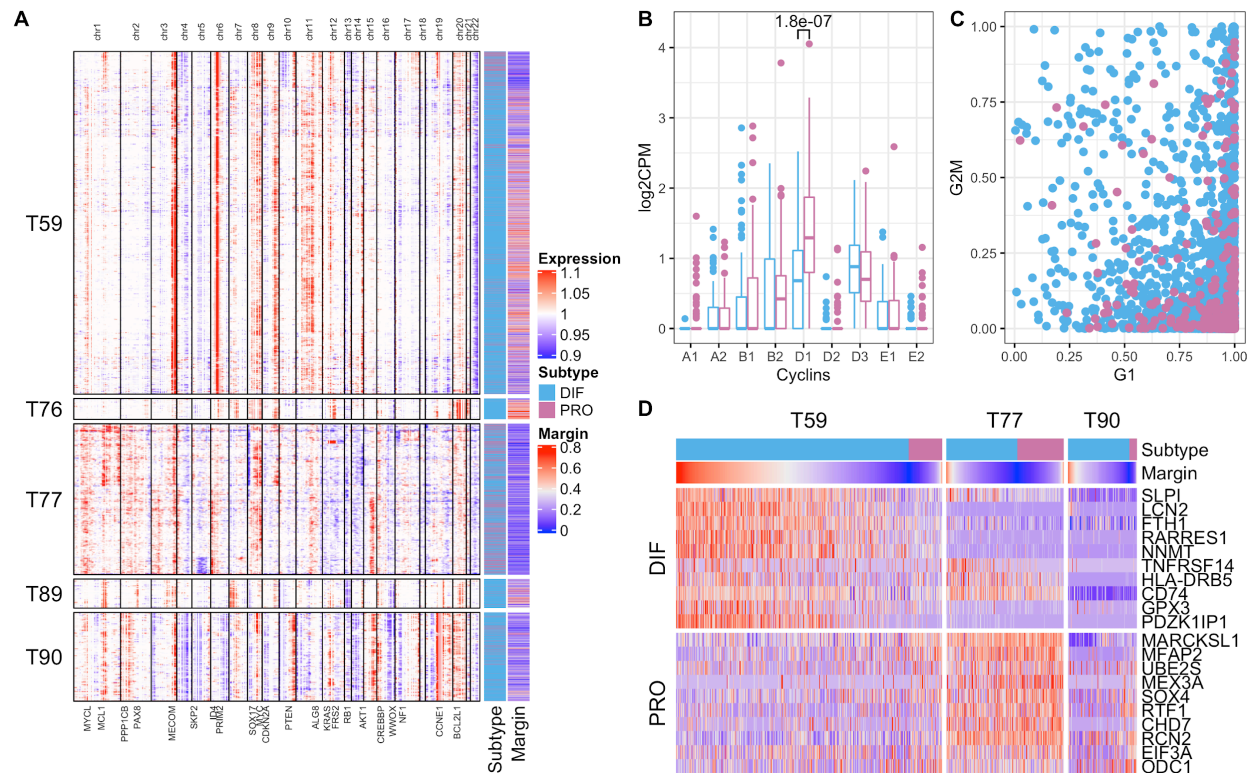 A
chr1
chr2
chr3
chr4
chr5
chr6
chr7
chr8
chr9
chr10
chr11
chr12
chr13
chr14
chr15
chr17
chr18
chr19
chr20
chr21
chr22
T59
T76
T77
T89
T90
MYCL
MCL1
PPP1CB
PAX8
MECOM
SKP2
ID4
PRIM2
SOX17
CDKN2A
PTEN
ALG8
KRAS
FRS2
RB1
AKT1
CREBBP
WWOX
NF1
CCNE1
BCL2L1
Subtype
Margin
Expression
1.1
1.05
1
0.95
0.9
Subtype
DIF
PRO
Margin
0.8
0.6
0.4
0.2
0
B
1.8e-07
log2CPM
4
3
2
1
0
A1
A2
B1
B2
D1
D2
D3
E1
E2
Cyclins
C
G2M
1.00
0.75
0.50
0.25
0.00
0.00
0.25
0.50
0.75
1.00
G1
D
T59
T77
T90
Subtype
Margin
DIF
SLPI
LCN2
FTH1
RARRES1
NNMT
TNFRSF14
HLA-DRB5
CD74
GPX3
PDZK1IP1
PRO
MARCKSL1
MFAP2
UBE2S
MEX3A
SOX4
RTF1
CHD7
RCN2
EIF3A
ODC1